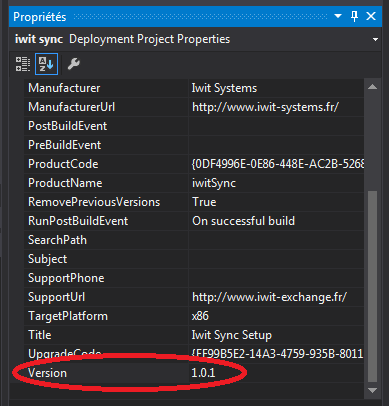 Propriétés
iwit sync Deployment Project Properties
Manufacturer Iwit Systems
ManufacturerUrl http://www.iwit-systems.fr/
PostBuildEvent
PreBuildEvent
ProductCode {0DF4996E-0E86-448E-AC2B-5268
ProductName iwitSync
RemovePreviousVersions True
RunPostBuildEvent On successful build
SearchPath
Subject
SupportPhone
SupportUrl http://www.iwit-exchange.fr/
TargetPlatform x86
Title Iwit Sync Setup
UpgradeCode {FF99B5E2-14A3-4759-935B-8011
Version 1.0.1